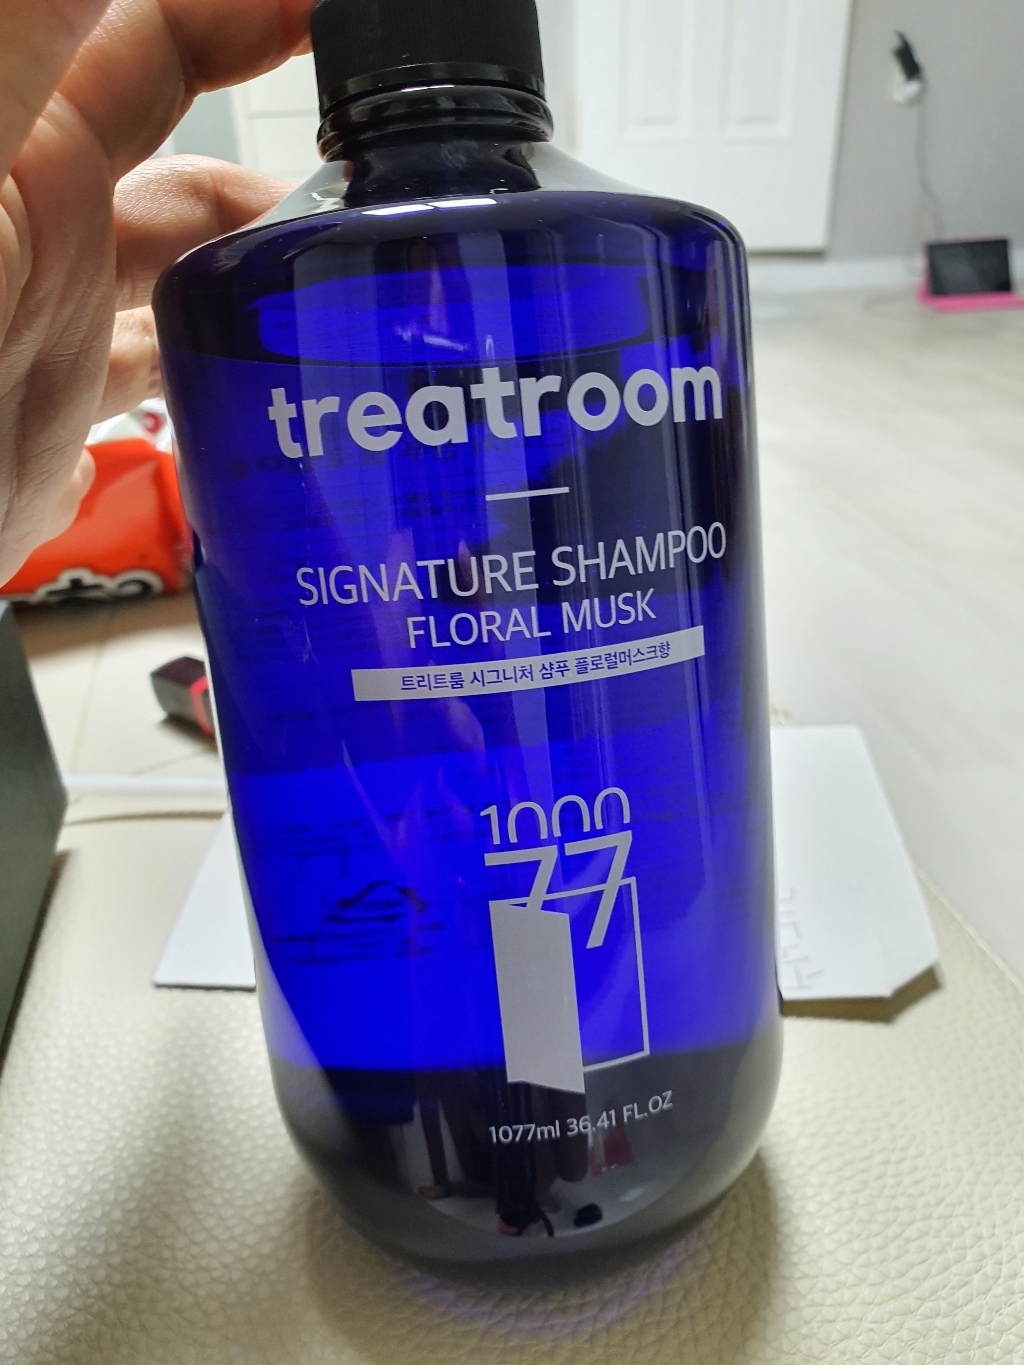 treatroom
SIGNATURE SHAMPOO
FLORAL MUSK
트리트룸 시그니처 샴푸 플로럴머스크향
1000
77
1077ml 36.41 FL.OZ